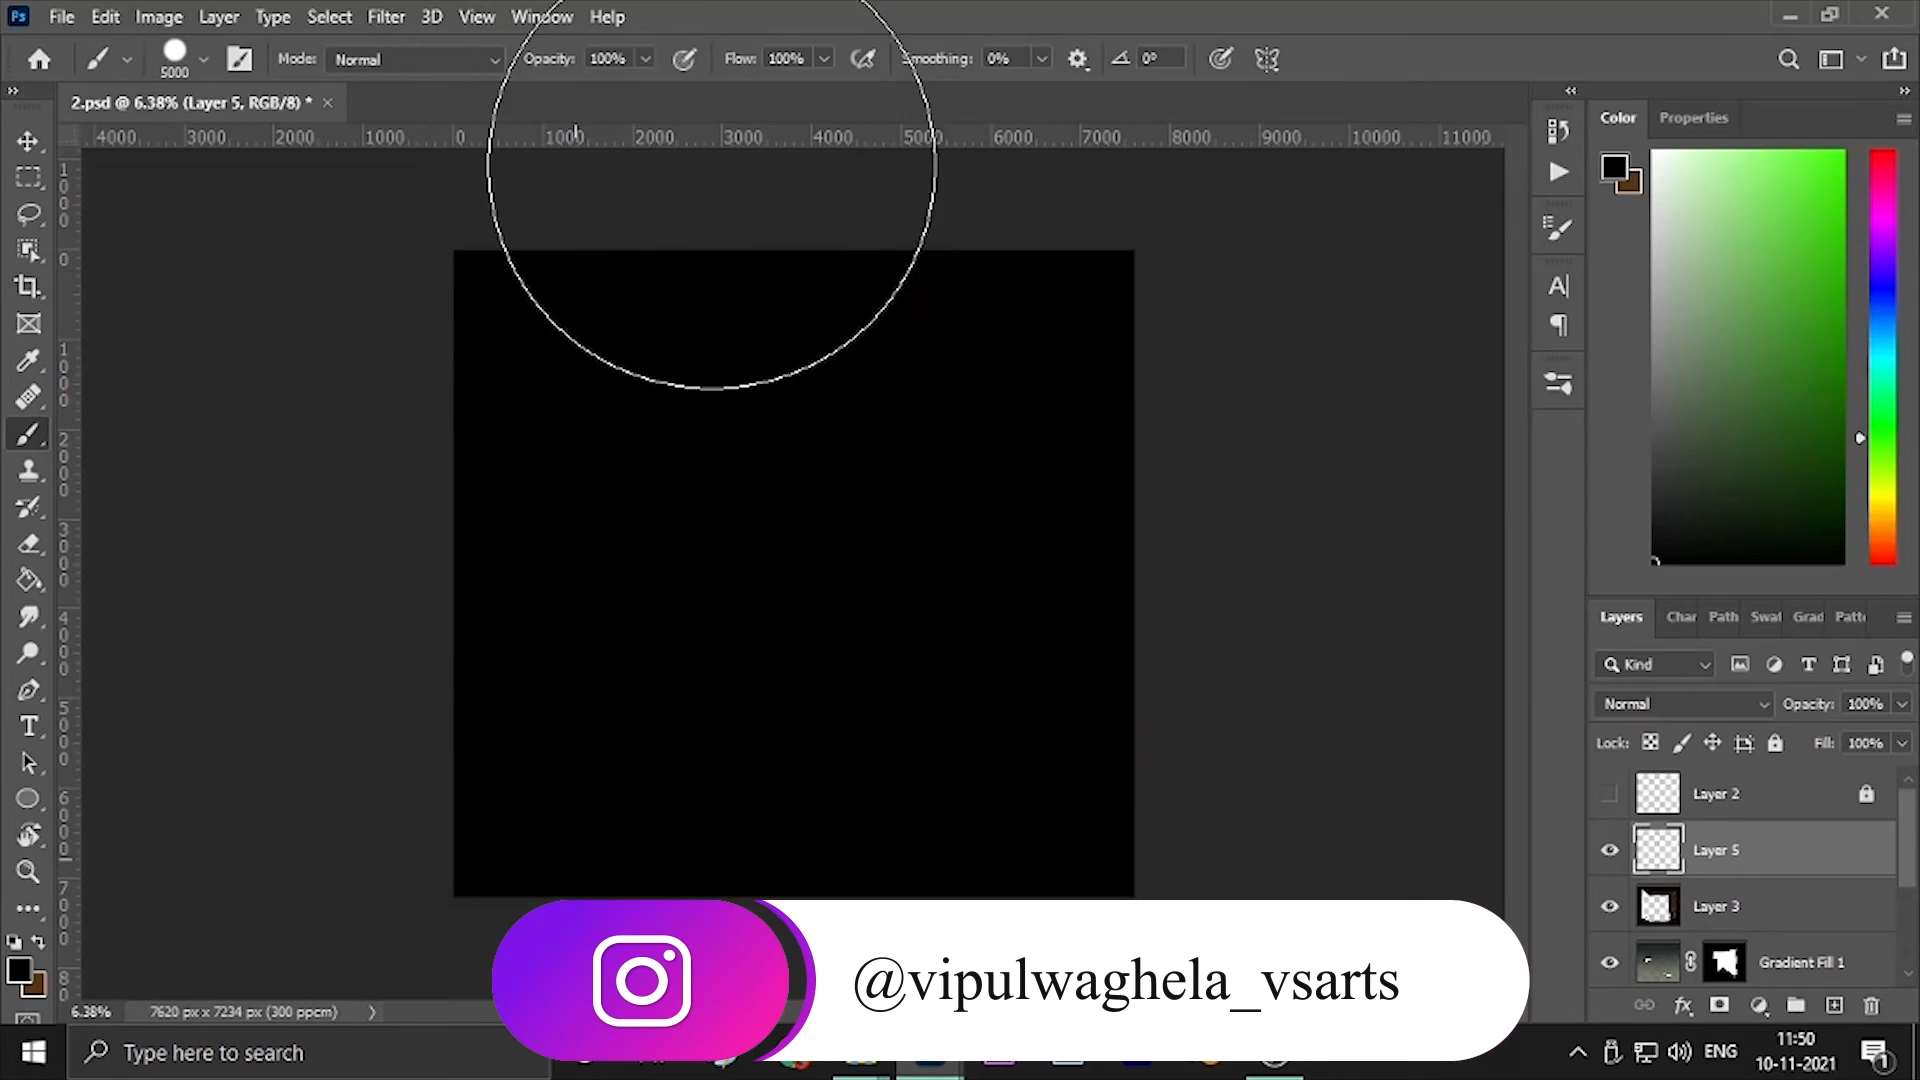 Ps File Edit Image Layer Type Select Filter 3D View Window Help
5000 Mode: Normal Opacity: 100% Flow: 100% Smoothing: 0% 0°
2.psd @ 6.38% (Layer 5, RGB/8) * ×
4000 3000 2000 1000 0 1000 2000 3000 4000 5000 6000 7000 8000 9000 10000 11000
Color Properties
Layers Char Path Swat Grad Patt
Kind
Normal Opacity: 100%
Lock: Fill: 100%
Layer 2
Layer 5
Layer 3
Gradient Fill 1
fx
6.38% 7620 px x 7234 px (300 ppcm)
@vipulwaghela_vsarts
Type here to search
ENG
11:50
10-11-2021
1